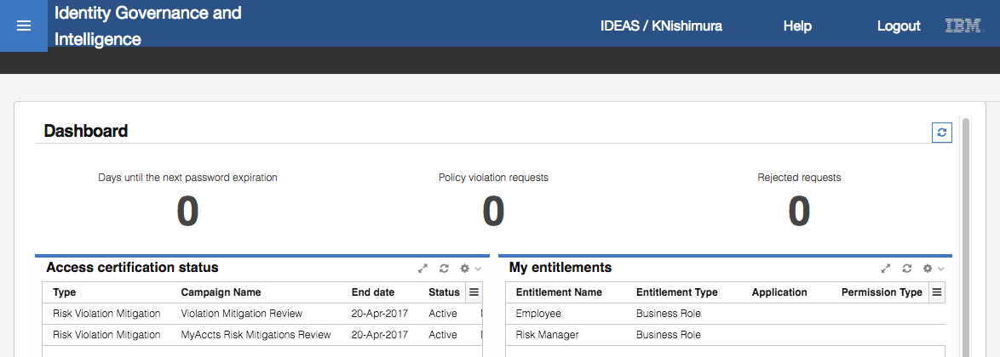 Identity Governance and
Intelligence
IDEAS / KNishimura Help Logout IBM
Dashboard
Days until the next password expiration Policy violation requests Rejected requests
0 0 0
Access certification status My entitlements
Type Campaign Name End date Status Entitlement Name Entitlement Type Application Permission Type
Risk Violation Mitigation Violation Mitigation Review 20-Apr-2017 Active Employee Business Role
Risk Violation Mitigation MyAccts Risk Mitigations Review 20-Apr-2017 Active Risk Manager Business Role